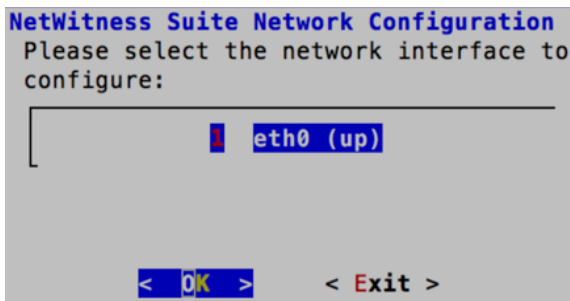 NetWitness Suite Network Configuration
Please select the network interface to
configure:
1 eth0 (up)
< OK > < Exit >